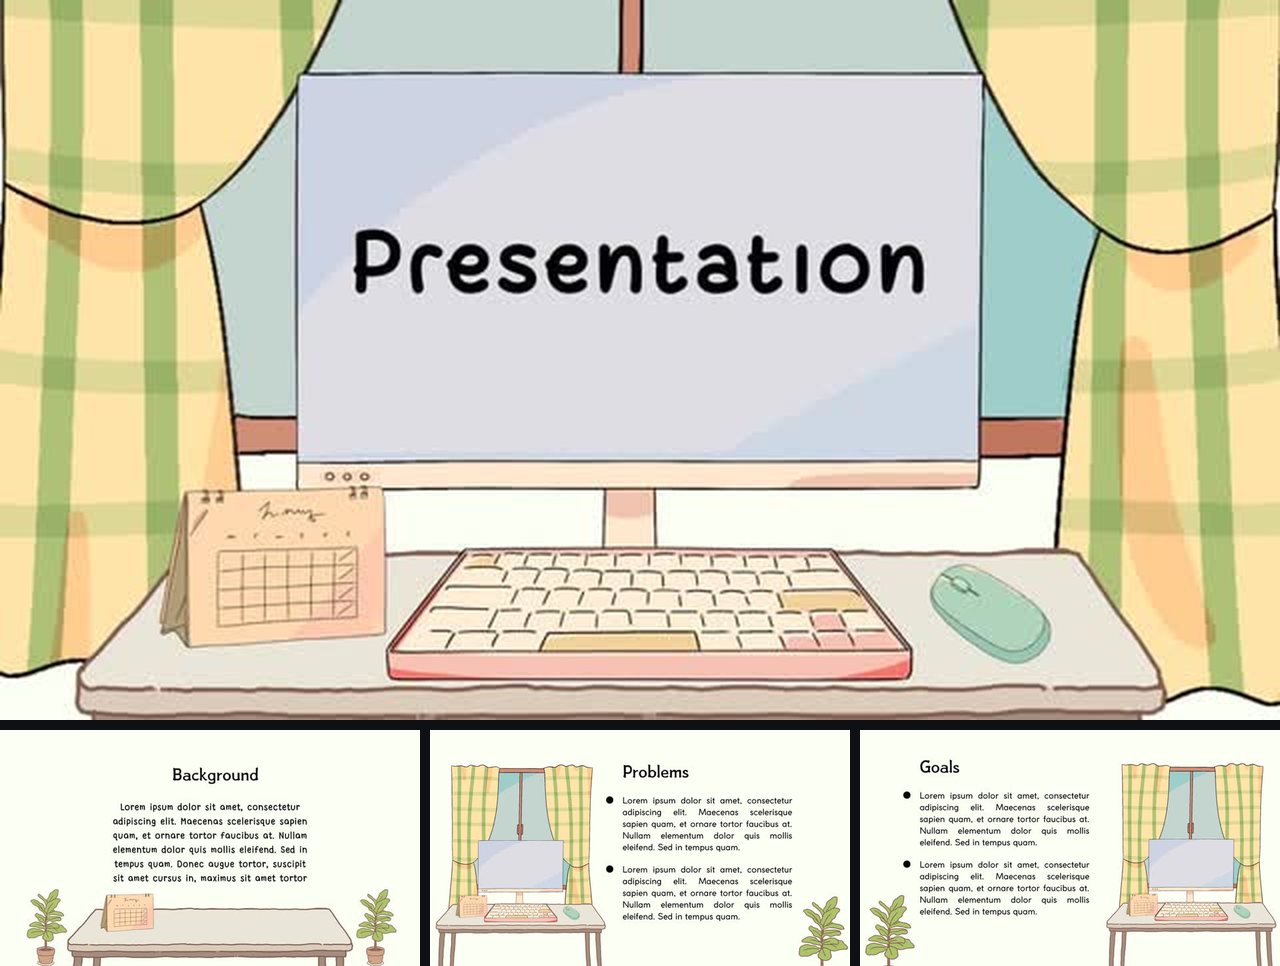 Presentation
Background
Lorem ipsum dolor sit amet, consectetur
adipiscing elit. Maecenas scelerisque sapien
quam, et ornare tortor faucibus at. Nullam
elementum dolor quis mollis eleifend. Sed in
tempus quam. Donec augue tortor, suscipit
sit amet cursus in, maximus sit amet tortor
Problems
Lorem ipsum dolor sit amet, consectetur
adipiscing elit. Maecenas scelerisque
sapien quam, et ornare tortor faucibus at.
Nullam elementum dolor quis mollis
eleifend. Sed in tempus quam.
Lorem ipsum dolor sit amet, consectetur
adipiscing elit. Maecenas scelerisque
sapien quam, et ornare tortor faucibus at.
Nullam elementum dolor quis mollis
eleifend. Sed in tempus quam.
Goals
Lorem ipsum dolor sit amet, consectetur
adipiscing elit. Maecenas scelerisque
sapien quam, et ornare tortor faucibus at.
Nullam elementum dolor quis mollis
eleifend. Sed in tempus quam.
Lorem ipsum dolor sit amet, consectetur
adipiscing elit. Maecenas scelerisque
sapien quam, et ornare tortor faucibus at.
Nullam elementum dolor quis mollis
eleifend. Sed in tempus quam.